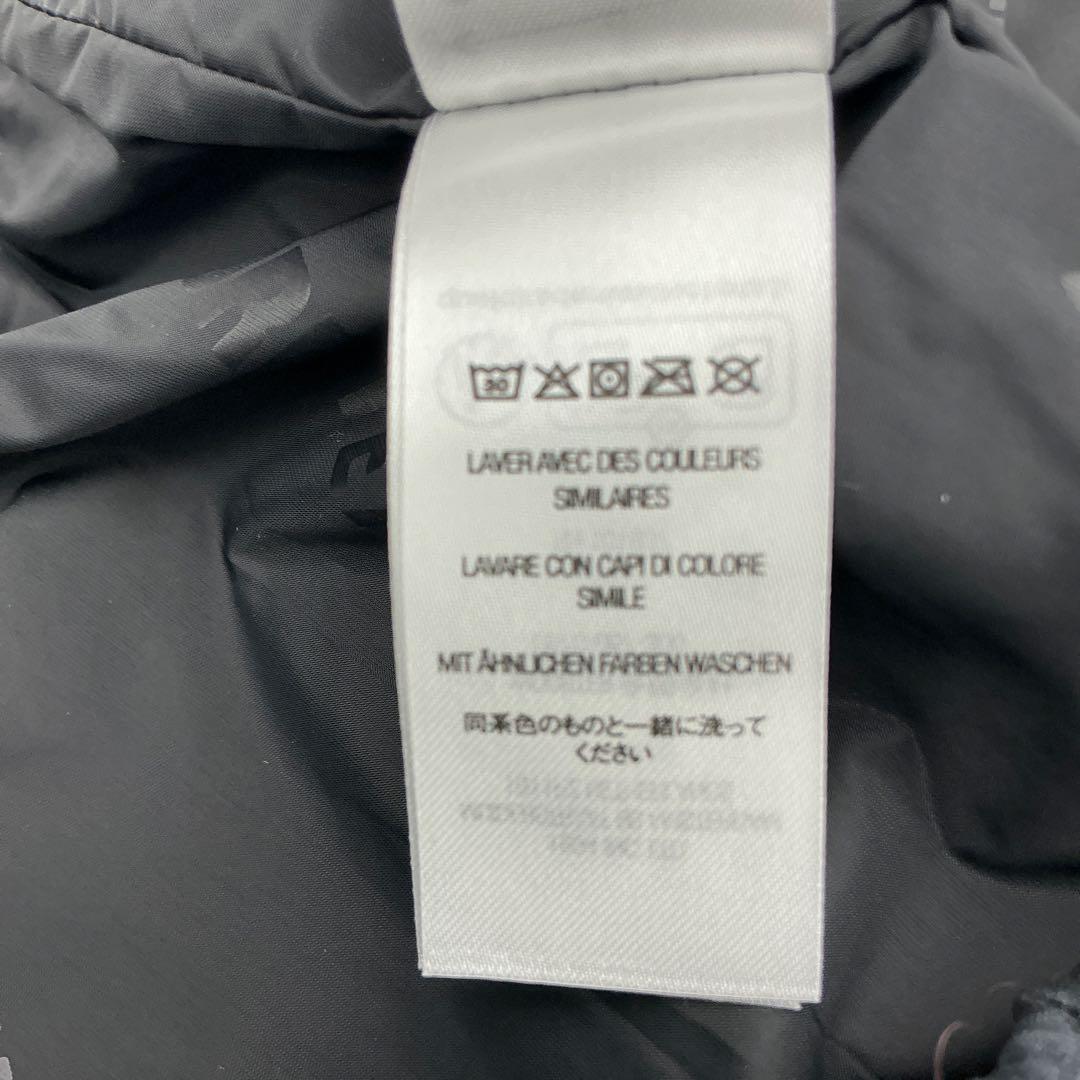 30
LAVER AVEC DES COULEURS
SIMILAIRES
LAVARE CON CAPI DI COLORE
SIMILE
MIT ÄHNLICHEN FARBEN WASCHEN
同系色のものと一緒に洗って
ください